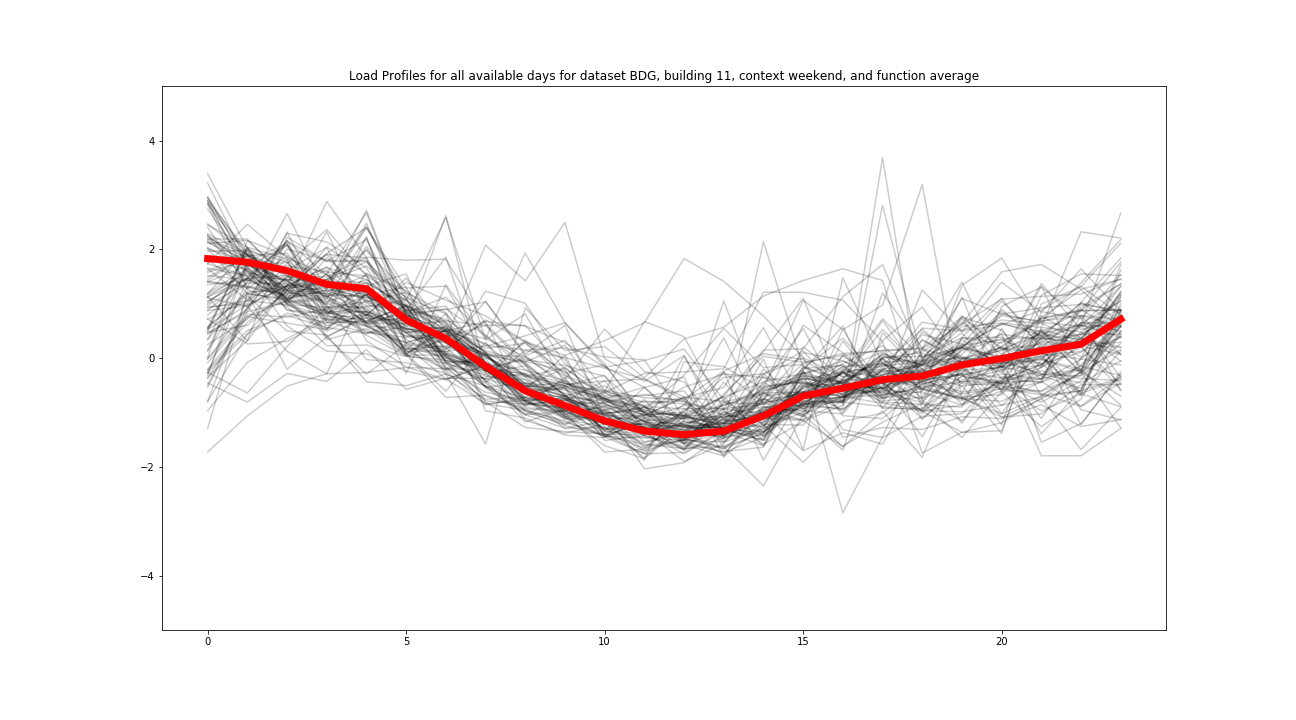 Load Profiles for all available days for dataset BDG, building 11, context weekend, and function average
4
2
0
−2
−4
0 5 10 15 20